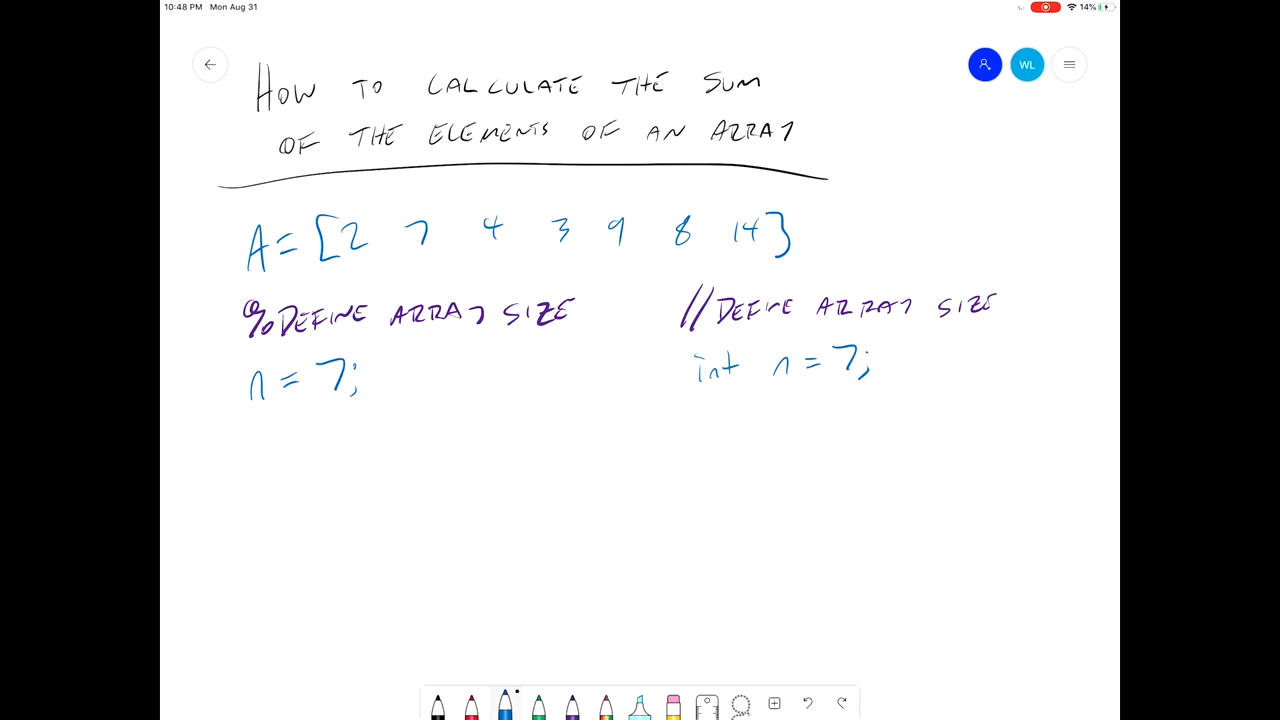 10:48 PM Mon Aug 31 14%
WL
HOW TO CALCULATE THE SUM
OF THE ELEMENTS OF AN ARRAY
A = [2 7 4 3 9 8 14]
%DEFINE ARRAY SIZE
n = 7;
//DEFINE ARRAY SIZE
int n = 7;